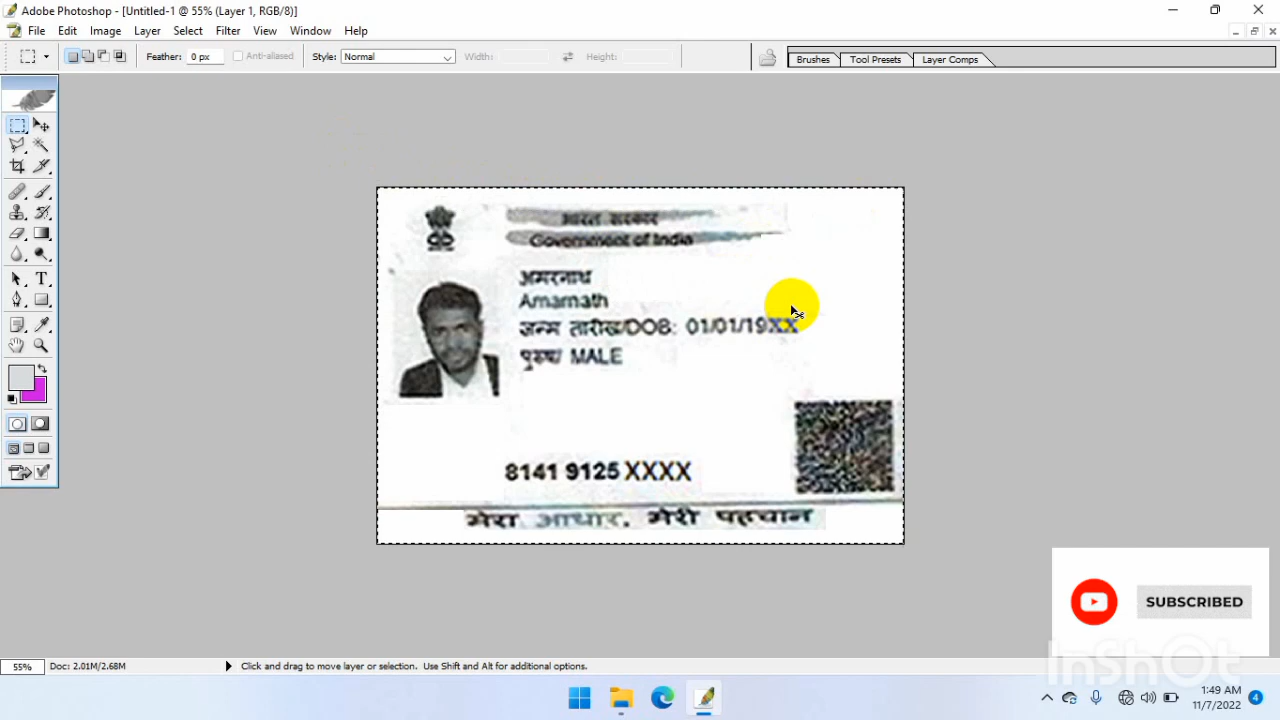 Adobe Photoshop - [Untitled-1 @ 55% (Layer 1, RGB/8)]
File Edit Layer Select Filter View Window Help
Feather: 0 px Anti-aliased Style: Normal Width: Height: Brushes Tool Presets Layer Comps
भारत सरकार
Government of India
अमरनाथ
Amarnath
जन्म तारीख/DOB: 01/01/19XX
पुरुष/ MALE
8141 9125 XXXX
मेरा आधार, मेरी पहचान
SUBSCRIBED
InShOt
55% Doc: 2.01M/2.68M Click and drag to move layer or selection. Use Shift and Alt for additional options.
1:49 AM
11/7/2022
4